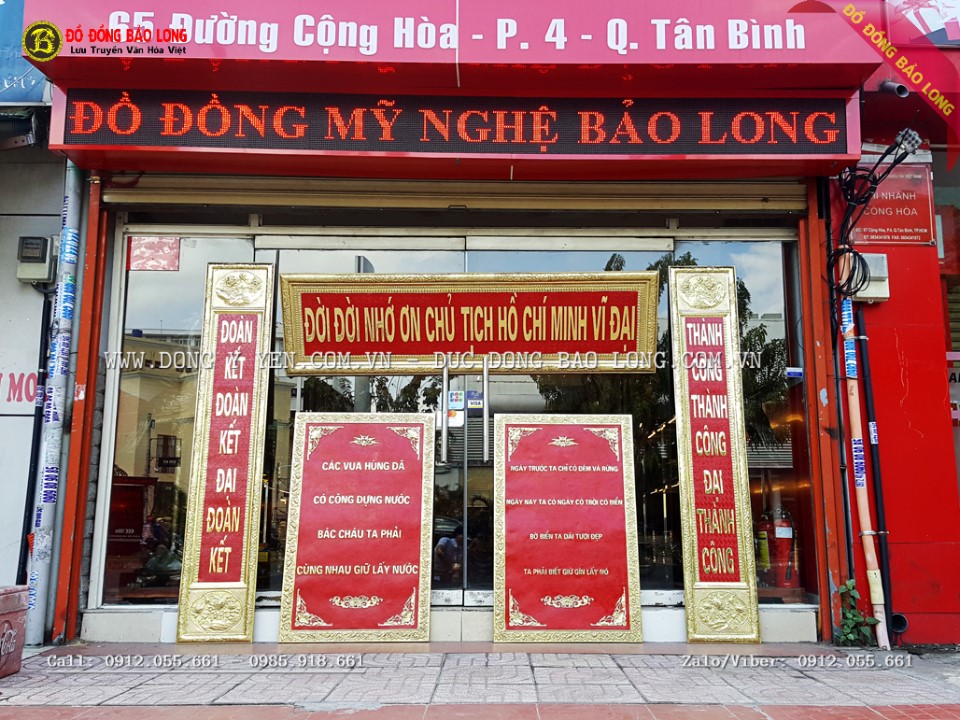 ĐỒ ĐỒNG BẢO LONG
Lưu Truyền Văn Hóa Việt
65 Đường Cộng Hòa - P. 4 - Q. Tân Bình
ĐỒ ĐỒNG BẢO LONG
ĐỒ ĐỒNG MỸ NGHỆ BẢO LONG
NHÁNH
CỘNG HÒA
ĐỜI ĐỜI NHỚ ƠN CHỦ TỊCH HỒ CHÍ MINH VĨ ĐẠI
ĐOÀN
KẾT
ĐOÀN
KẾT
ĐẠI
ĐOÀN
KẾT
THÀNH
CÔNG
THÀNH
CÔNG
ĐẠI
THÀNH
CÔNG
CÁC VUA HÙNG ĐÃ
CÓ CÔNG DỰNG NƯỚC
BÁC CHÁU TA PHẢI
CÙNG NHAU GIỮ LẤY NƯỚC
NGÀY TRƯỚC TA CHỈ CÓ ĐÊM VÀ RỪNG
NGÀY NAY TA CÓ NGÀY CÓ TRỜI CÓ BIỂN
BỜ BIỂN TA DÀI TƯƠI ĐẸP
TA PHẢI BIẾT GIỮ GÌN LẤY NÓ
DUC DONG BAO LONG.COM.VN
Call: 0912.055.661 - 0985.918.661
Zalo/Viber: 0912.055.661